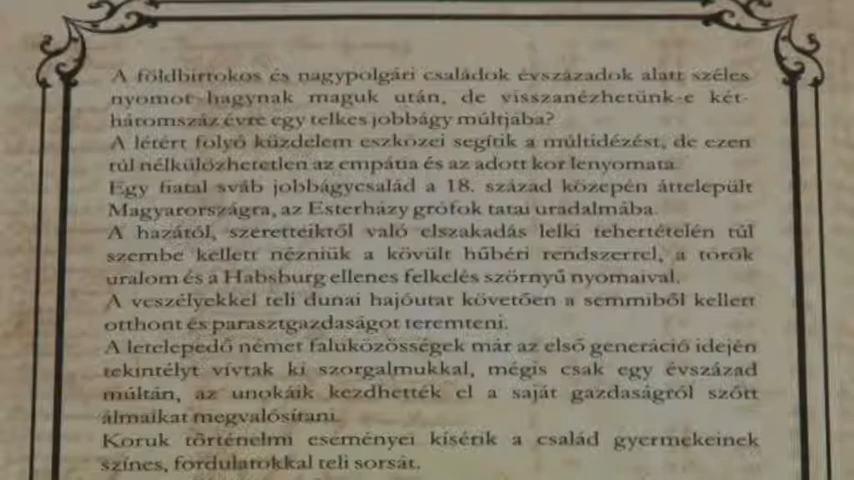 A földbirtokos és nagypolgári családok évszázadok alatt széles
nyomot hagynak maguk után, de visszanézhetünk-e két-
háromszáz évre egy telkes jobbágy múltjába?
A létért folyó küzdelem eszközei segítik a múltidézést, de ezen
túl nélkülözhetetlen az empátia és az adott kor lenyomata.
Egy fiatal sváb jobbágycsalád a 18. század közepén áttelepült
Magyarországra, az Esterházy grófok tatai uradalmába.
A hazától, szeretteiktől való elszakadás lelki tehertételén túl
szembe kellett nézniük a kövült hűbéri rendszerrel, a török
uralom és a Habsburg ellenes felkelés szörnyű nyomaival.
A veszélyekkel teli dunai hajóutat követően a semmiből kellett
otthont és parasztgazdaságot teremteni.
A letelepedő német faluközösségek már az első generáció idején
tekintélyt vívtak ki szorgalmukkal, mégis csak egy évszázad
múltán, az unokáik kezdhették el a saját gazdaságról szőtt
álmaikat megvalósítani.
Koruk történelmi eseményei kísérik a család gyermekeinek
színes, fordulatokkal teli sorsát.